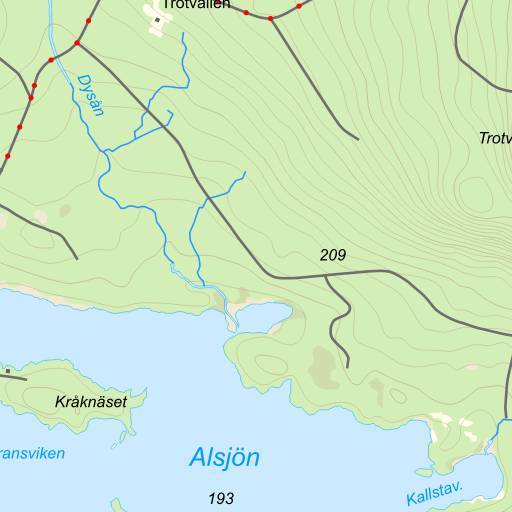 Trotvallen
Dysån
Trotv
209
Kråknäset
ransviken
Alsjön
193
Kallstav.